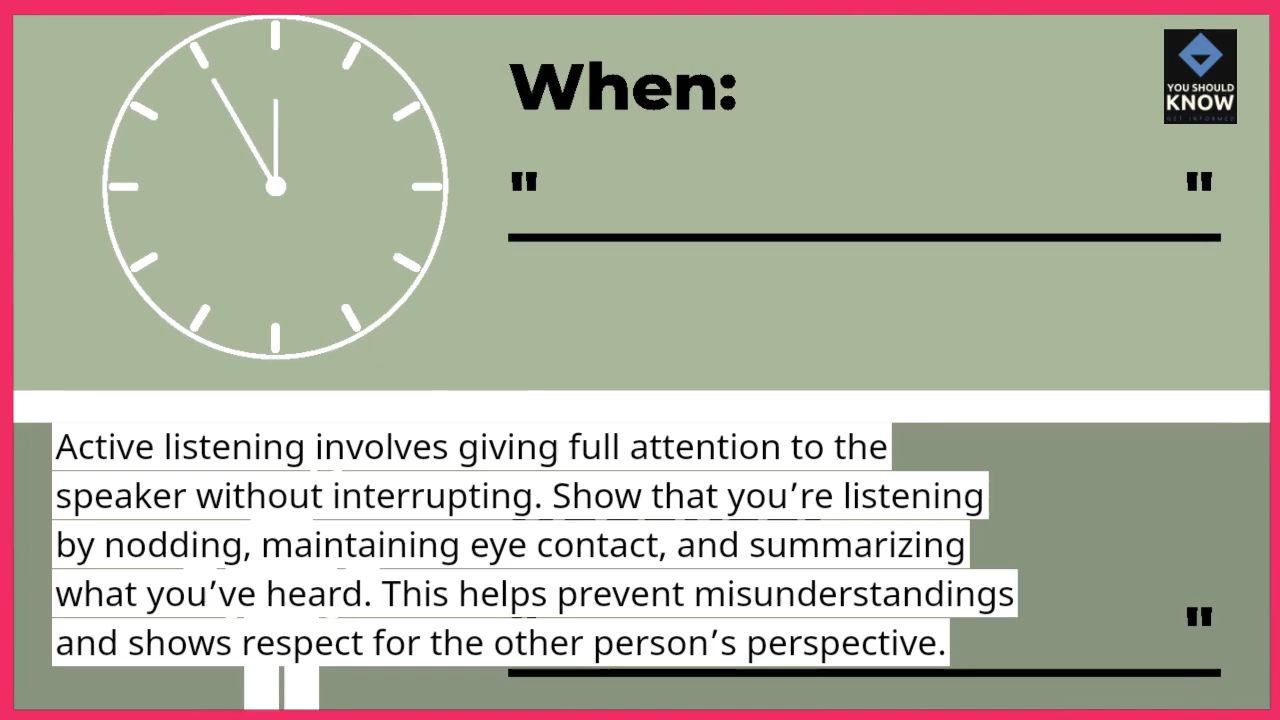 When:
YOU SHOULD
KNOW
GET INFORMED
" "
Active listening involves giving full attention to the
speaker without interrupting. Show that you’re listening
by nodding, maintaining eye contact, and summarizing
what you’ve heard. This helps prevent misunderstandings
and shows respect for the other person’s perspective.
"